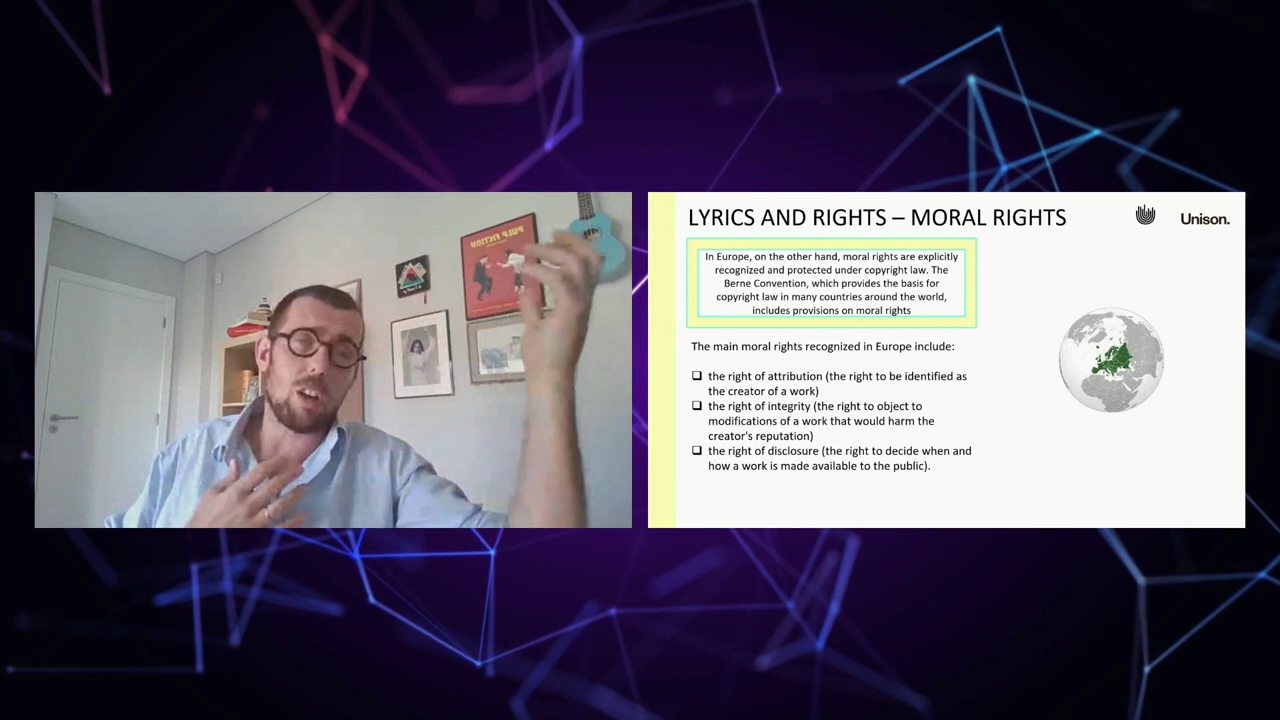 PULP FICTION
LYRICS AND RIGHTS – MORAL RIGHTS
Unison.
In Europe, on the other hand, moral rights are explicitly
recognized and protected under copyright law. The
Berne Convention, which provides the basis for
copyright law in many countries around the world,
includes provisions on moral rights
The main moral rights recognized in Europe include:
the right of attribution (the right to be identified as
the creator of a work)
the right of integrity (the right to object to
modifications of a work that would harm the
creator's reputation)
the right of disclosure (the right to decide when and
how a work is made available to the public).